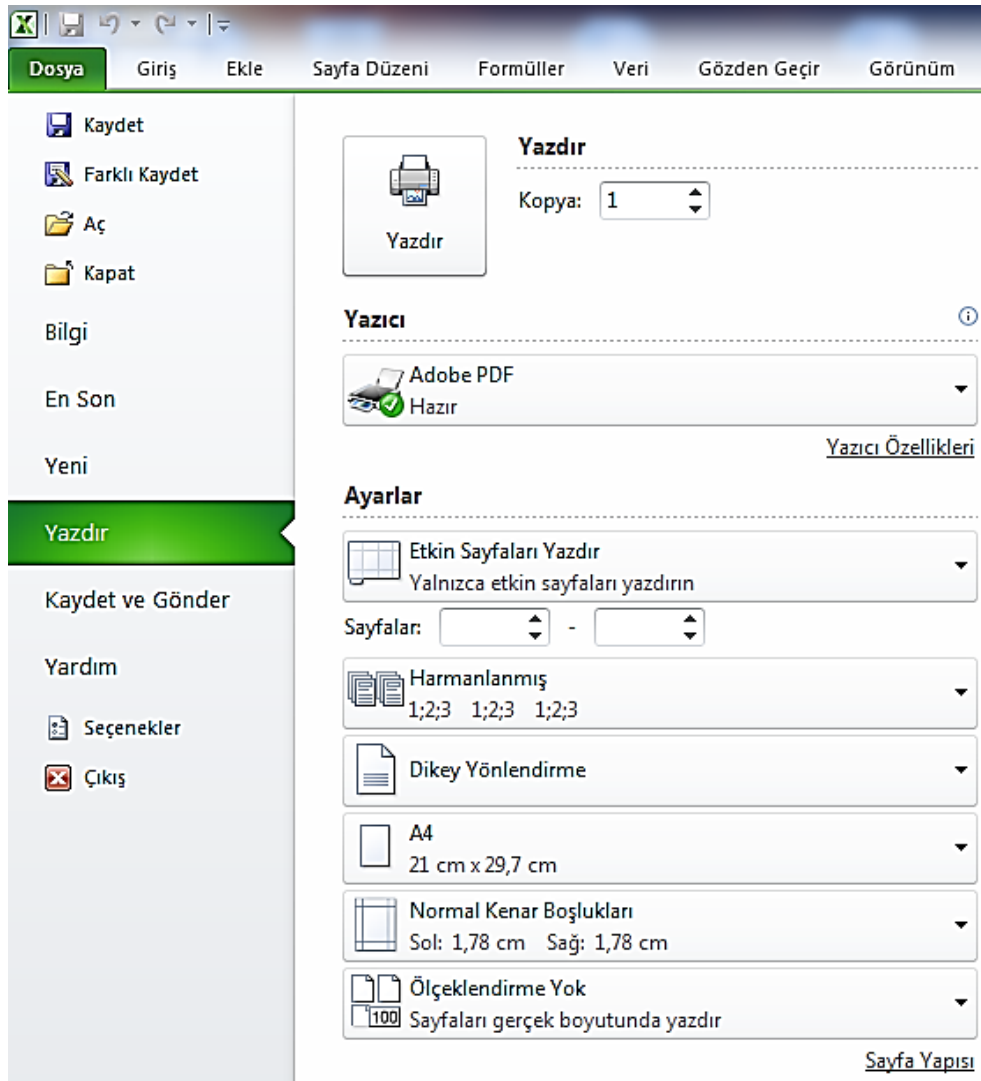 Dosya Giriş Ekle Sayfa Düzeni Formüller Veri Gözden Geçir Görünüm
Kaydet
Farklı Kaydet
Aç
Kapat
Bilgi
En Son
Yeni
Yazdır
Kaydet ve Gönder
Yardım
Seçenekler
Çıkış
Yazdır
Yazdır
Kopya: 1
Yazıcı
Adobe PDF
Hazır
Yazıcı Özellikleri
Ayarlar
Etkin Sayfaları Yazdır
Yalnızca etkin sayfaları yazdırın
Sayfalar: -
Harmanlanmış
1;2;3 1;2;3 1;2;3
Dikey Yönlendirme
A4
21 cm x 29,7 cm
Normal Kenar Boşlukları
Sol: 1,78 cm Sağ: 1,78 cm
Ölçeklendirme Yok
100 Sayfaları gerçek boyutunda yazdır
Sayfa Yapısı